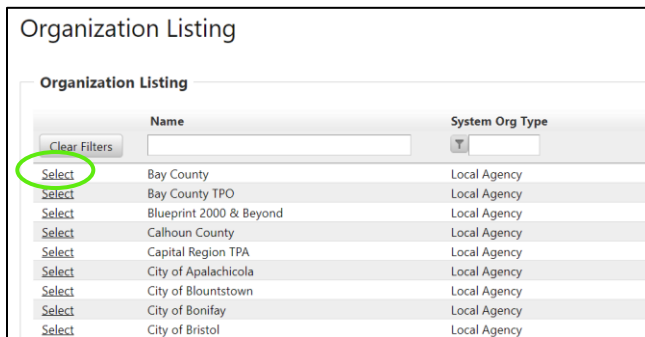 Organization Listing
Organization Listing
Name System Org Type
Clear Filters
Select Bay County Local Agency
Select Bay County TPO Local Agency
Select Blueprint 2000 & Beyond Local Agency
Select Calhoun County Local Agency
Select Capital Region TPA Local Agency
Select City of Apalachicola Local Agency
Select City of Blountstown Local Agency
Select City of Bonifay Local Agency
Select City of Bristol Local Agency